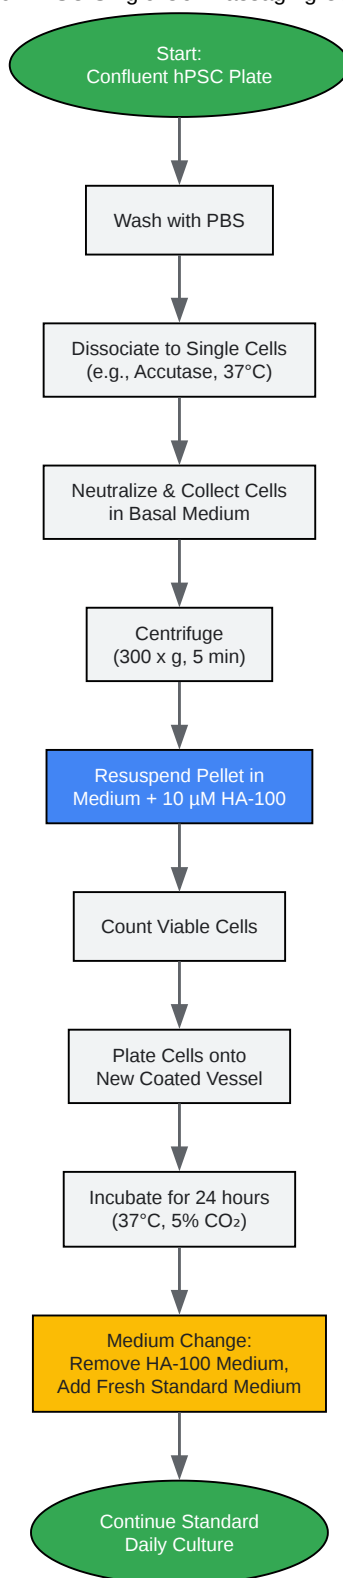 Start:
Confluent hPSC Plate
Wash with PBS
Dissociate to Single Cells
(e.g., Accutase, 37°C)
Neutralize & Collect Cells
in Basal Medium
Centrifuge
(300 x g, 5 min)
Resuspend Pellet in
Medium + 10 µM HA-100
Count Viable Cells
Plate Cells onto
New Coated Vessel
Incubate for 24 hours
(37°C, 5% CO₂)
Medium Change:
Remove HA-100 Medium,
Add Fresh Standard Medium
Continue Standard
Daily Culture